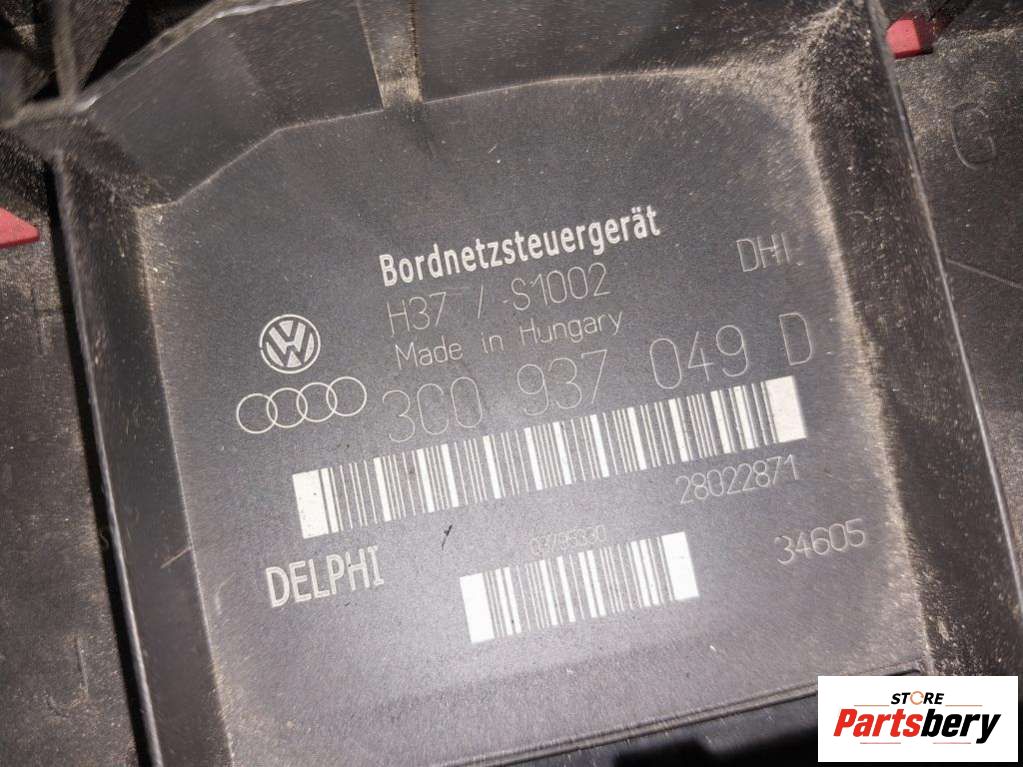 Bordnetzsteuergerät
H37 / S1002
DHL
Made in Hungary
3C0 937 049 D
28022871
DELPHI
34605
G
STORE
Partsbery